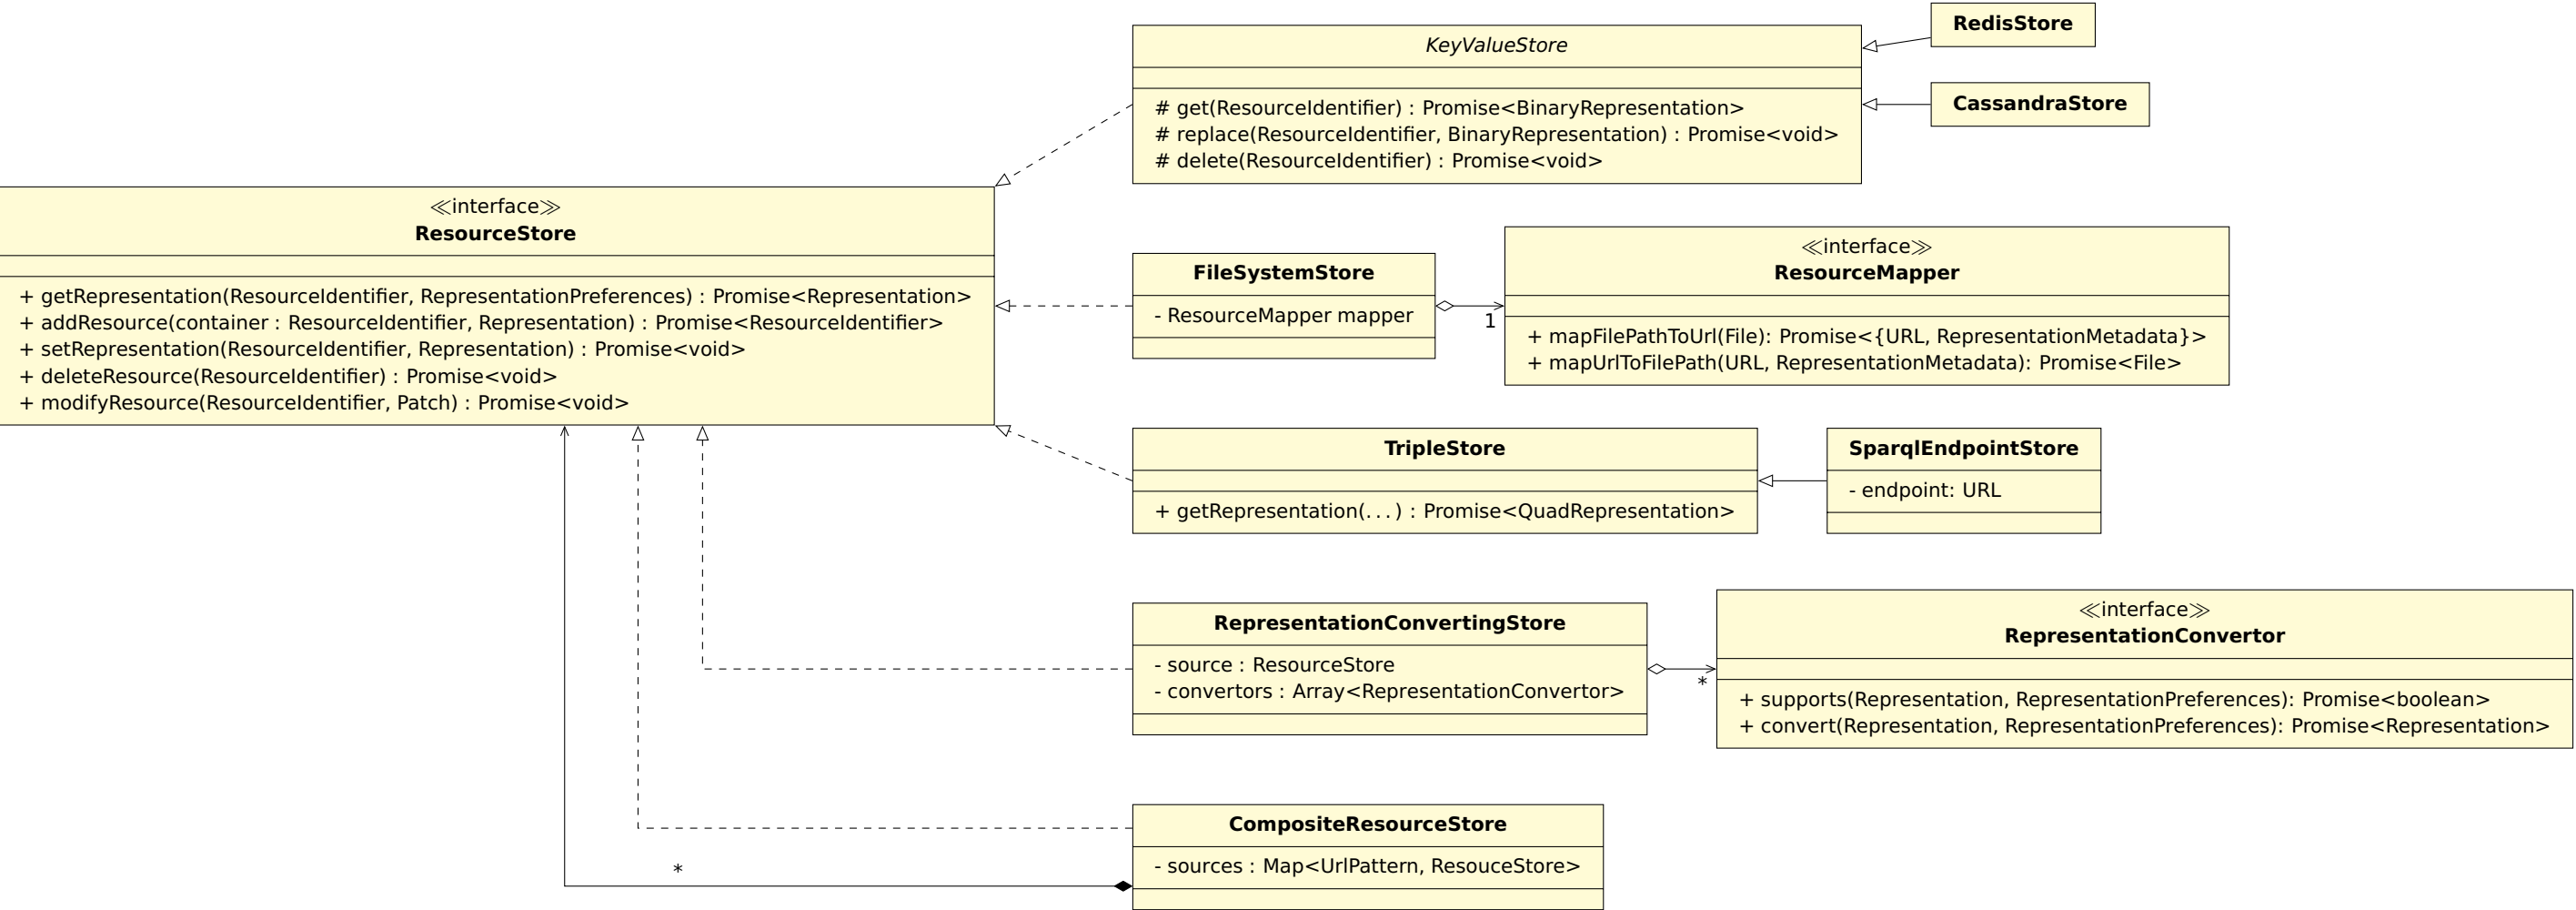 RedisStore
KeyValueStore
# get(ResourceIdentifier) : Promise<BinaryRepresentation>
# replace(ResourceIdentifier, BinaryRepresentation) : Promise<void>
# delete(ResourceIdentifier) : Promise<void>
CassandraStore
≪interface≫
ResourceStore
+ getRepresentation(ResourceIdentifier, RepresentationPreferences) : Promise<Representation>
+ addResource(container : ResourceIdentifier, Representation) : Promise<ResourceIdentifier>
+ setRepresentation(ResourceIdentifier, Representation) : Promise<void>
+ deleteResource(ResourceIdentifier) : Promise<void>
+ modifyResource(ResourceIdentifier, Patch) : Promise<void>
FileSystemStore
- ResourceMapper mapper
1
≪interface≫
ResourceMapper
+ mapFilePathToUrl(File): Promise<{URL, RepresentationMetadata}>
+ mapUrlToFilePath(URL, RepresentationMetadata): Promise<File>
TripleStore
+ getRepresentation(...) : Promise<QuadRepresentation>
SparqlEndpointStore
- endpoint: URL
RepresentationConvertingStore
- source : ResourceStore
- convertors : Array<RepresentationConvertor>
*
≪interface≫
RepresentationConvertor
+ supports(Representation, RepresentationPreferences): Promise<boolean>
+ convert(Representation, RepresentationPreferences): Promise<Representation>
CompositeResourceStore
- sources : Map<UrlPattern, ResouceStore>
*